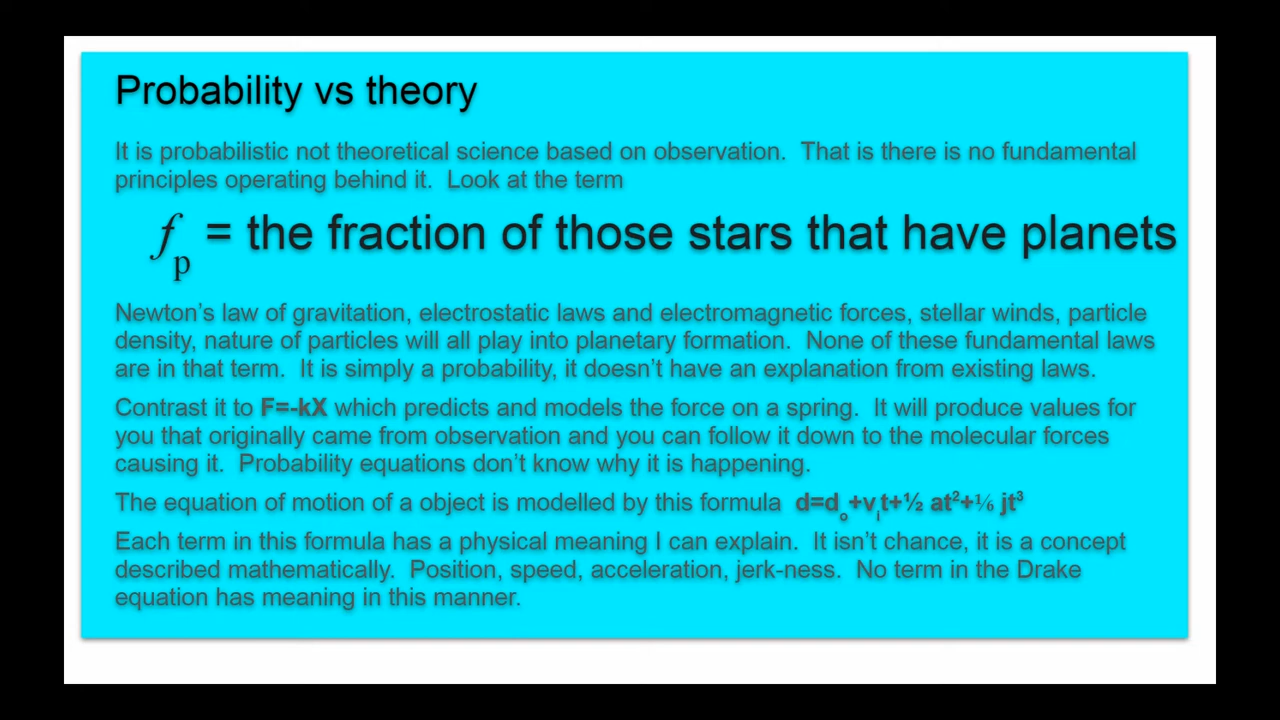 Probability vs theory
It is probabilistic not theoretical science based on observation.  That is there is no fundamental
principles operating behind it.  Look at the term
fp = the fraction of those stars that have planets
Newton's law of gravitation, electrostatic laws and electromagnetic forces, stellar winds, particle
density, nature of particles will all play into planetary formation.  None of these fundamental laws
are in that term.  It is simply a probability, it doesn't have an explanation from existing laws.
Contrast it to F=-kX which predicts and models the force on a spring.  It will produce values for
you that originally came from observation and you can follow it down to the molecular forces
causing it.  Probability equations don't know why it is happening.
The equation of motion of a object is modelled by this formula  d=do+vit+½ at²+⅙ jt³
Each term in this formula has a physical meaning I can explain.  It isn't chance, it is a concept
described mathematically.  Position, speed, acceleration, jerk-ness.  No term in the Drake
equation has meaning in this manner.